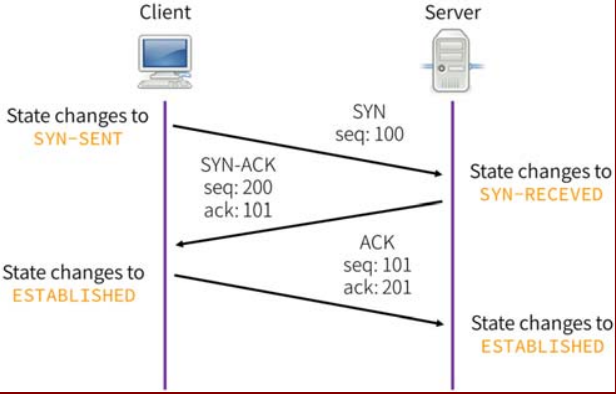 Client
Server
State changes to
SYN-SENT
SYN
seq: 100
SYN-ACK
seq: 200
ack: 101
State changes to
SYN-RECEVED
ACK
seq: 101
ack: 201
State changes to
ESTABLISHED
State changes to
ESTABLISHED